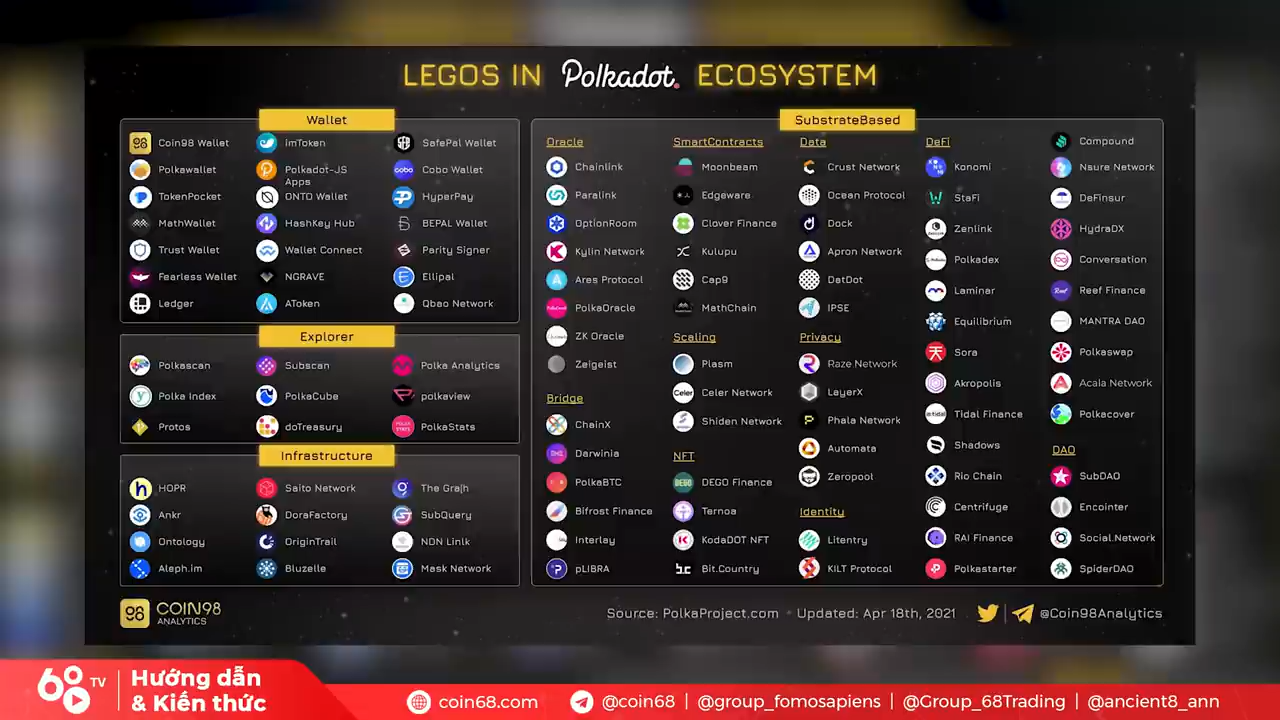 LEGOS IN Polkadot. ECOSYSTEM
Wallet
Coin98 Wallet
imToken
SafePal Wallet
Polkawallet
Polkadot-JS
Apps
Cobo Wallet
TokenPocket
ONTO Wallet
HyperPay
MathWallet
HashKey Hub
BEPAL Wallet
Trust Wallet
Wallet Connect
Parity Signer
Fearless Wallet
NGRAVE
Ellipal
Ledger
AToken
Qbao Network
Explorer
Polkascan
Subscan
Polka Analytics
Polka Index
PolkaCube
polkaview
Protos
doTreasury
PolkaStats
Infrastructure
HOPR
Saito Network
The Graph
Ankr
DoraFactory
SubQuery
Ontology
OriginTrail
NDN Link
Aleph.im
Bluzelle
Mask Network
SubstrateBased
Oracle
Chainlink
Paralink
OptionRoom
Kylin Network
Ares Protocol
PolkaOracle
ZK Oracle
Zeigeist
Bridge
ChainX
Darwinia
PolkaBTC
Bifrost Finance
Interlay
pLIBRA
SmartContracts
Moonbeam
Edgeware
Clover Finance
Kulupu
Cap9
MathChain
Scaling
Plasm
Celer Network
Shiden Network
NFT
DEGO Finance
Ternoa
KodaDOT NFT
Bit.Country
Data
Crust Network
Ocean Protocol
Dock
Apron Network
DatDot
IPSE
Privacy
Raze Network
LayerX
Phala Network
Automata
Zeropool
Identity
Litentry
KILT Protocol
DeFi
Konomi
StaFi
Zenlink
Polkadex
Laminar
Equilibrium
Sora
Akropolis
Tidal Finance
Shadows
Rio Chain
Centrifuge
RAI Finance
Polkastarter
Compound
Nsure Network
DeFinsur
HydraDX
Conversation
Reef Finance
MANTRA DAO
Polkaswap
Acala Network
Polkacover
DAO
SubDAO
Encointer
Social.Network
SpiderDAO
98 COIN98
ANALYTICS
Source: PolkaProject.com • Updated: Apr 18th, 2021
@Coin98Analytics
68 TV
Hướng dẫn
& Kiến thức
coin68.com
@coin68 | @group_fomosapiens | @Group_68Trading | @ancient8_ann